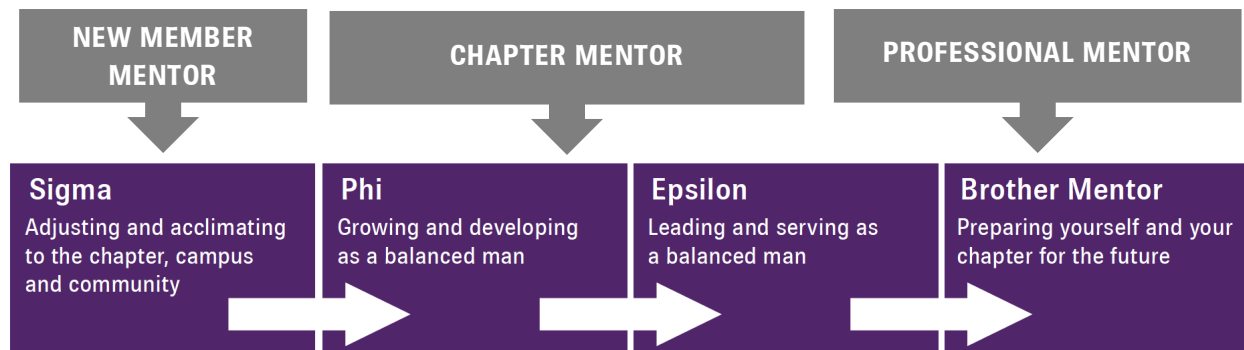 NEW MEMBER
MENTOR
CHAPTER MENTOR
PROFESSIONAL MENTOR
Sigma
Adjusting and acclimating
to the chapter, campus
and community
Phi
Growing and developing
as a balanced man
Epsilon
Leading and serving as
a balanced man
Brother Mentor
Preparing yourself and your
chapter for the future